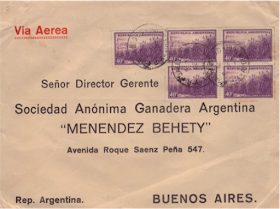 Via Aerea
REPUBLICA ARGENTINA
40
Señor Director Gerente
Sociedad Anónima Ganadera Argentina
"MENENDEZ BEHETY"
Avenida Roque Saenz Peña 547.
Rep. Argentina.
BUENOS AIRES.